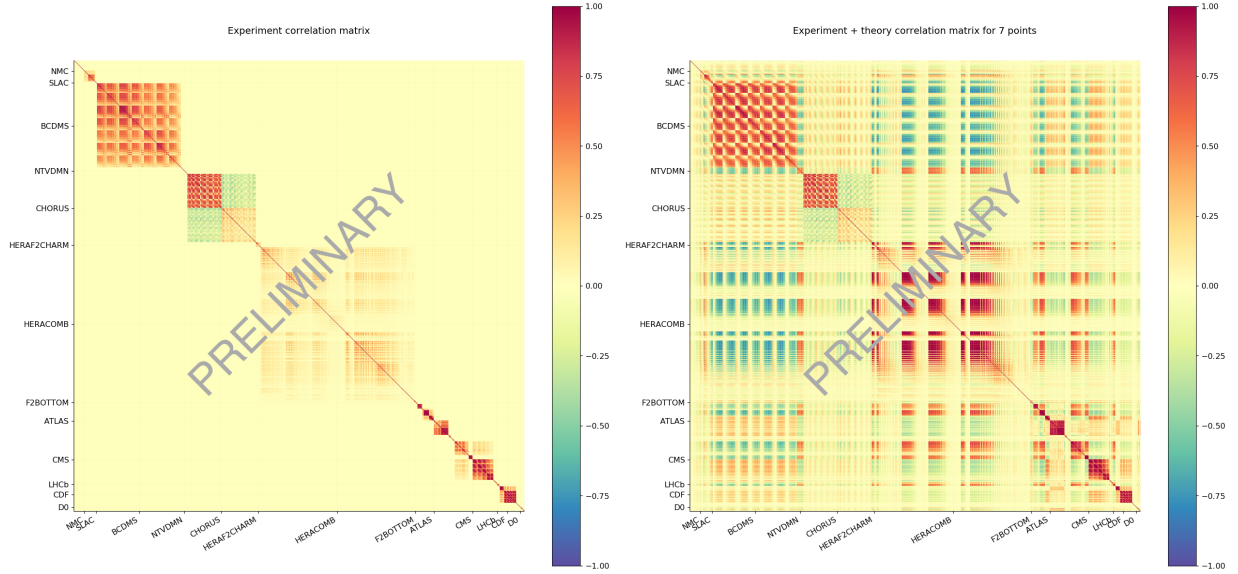 Experiment correlation matrix
NMC
SLAC
BCDMS
NTVDMN
CHORUS
HERAF2CHARM
HERACOMB
F2BOTTOM
ATLAS
CMS
LHCb
CDF
D0
NMC
SLAC
BCDMS
NTVDMN
CHORUS
HERAF2CHARM
HERACOMB
F2BOTTOM
ATLAS
CMS
LHCb
CDF
D0
PRELIMINARY
1.00
0.75
0.50
0.25
0.00
−0.25
−0.50
−0.75
−1.00
Experiment + theory correlation matrix for 7 points
NMC
SLAC
BCDMS
NTVDMN
CHORUS
HERAF2CHARM
HERACOMB
F2BOTTOM
ATLAS
CMS
LHCb
CDF
D0
NMC
SLAC
BCDMS
NTVDMN
CHORUS
HERAF2CHARM
HERACOMB
F2BOTTOM
ATLAS
CMS
LHCb
CDF
D0
PRELIMINARY
1.00
0.75
0.50
0.25
0.00
−0.25
−0.50
−0.75
−1.00